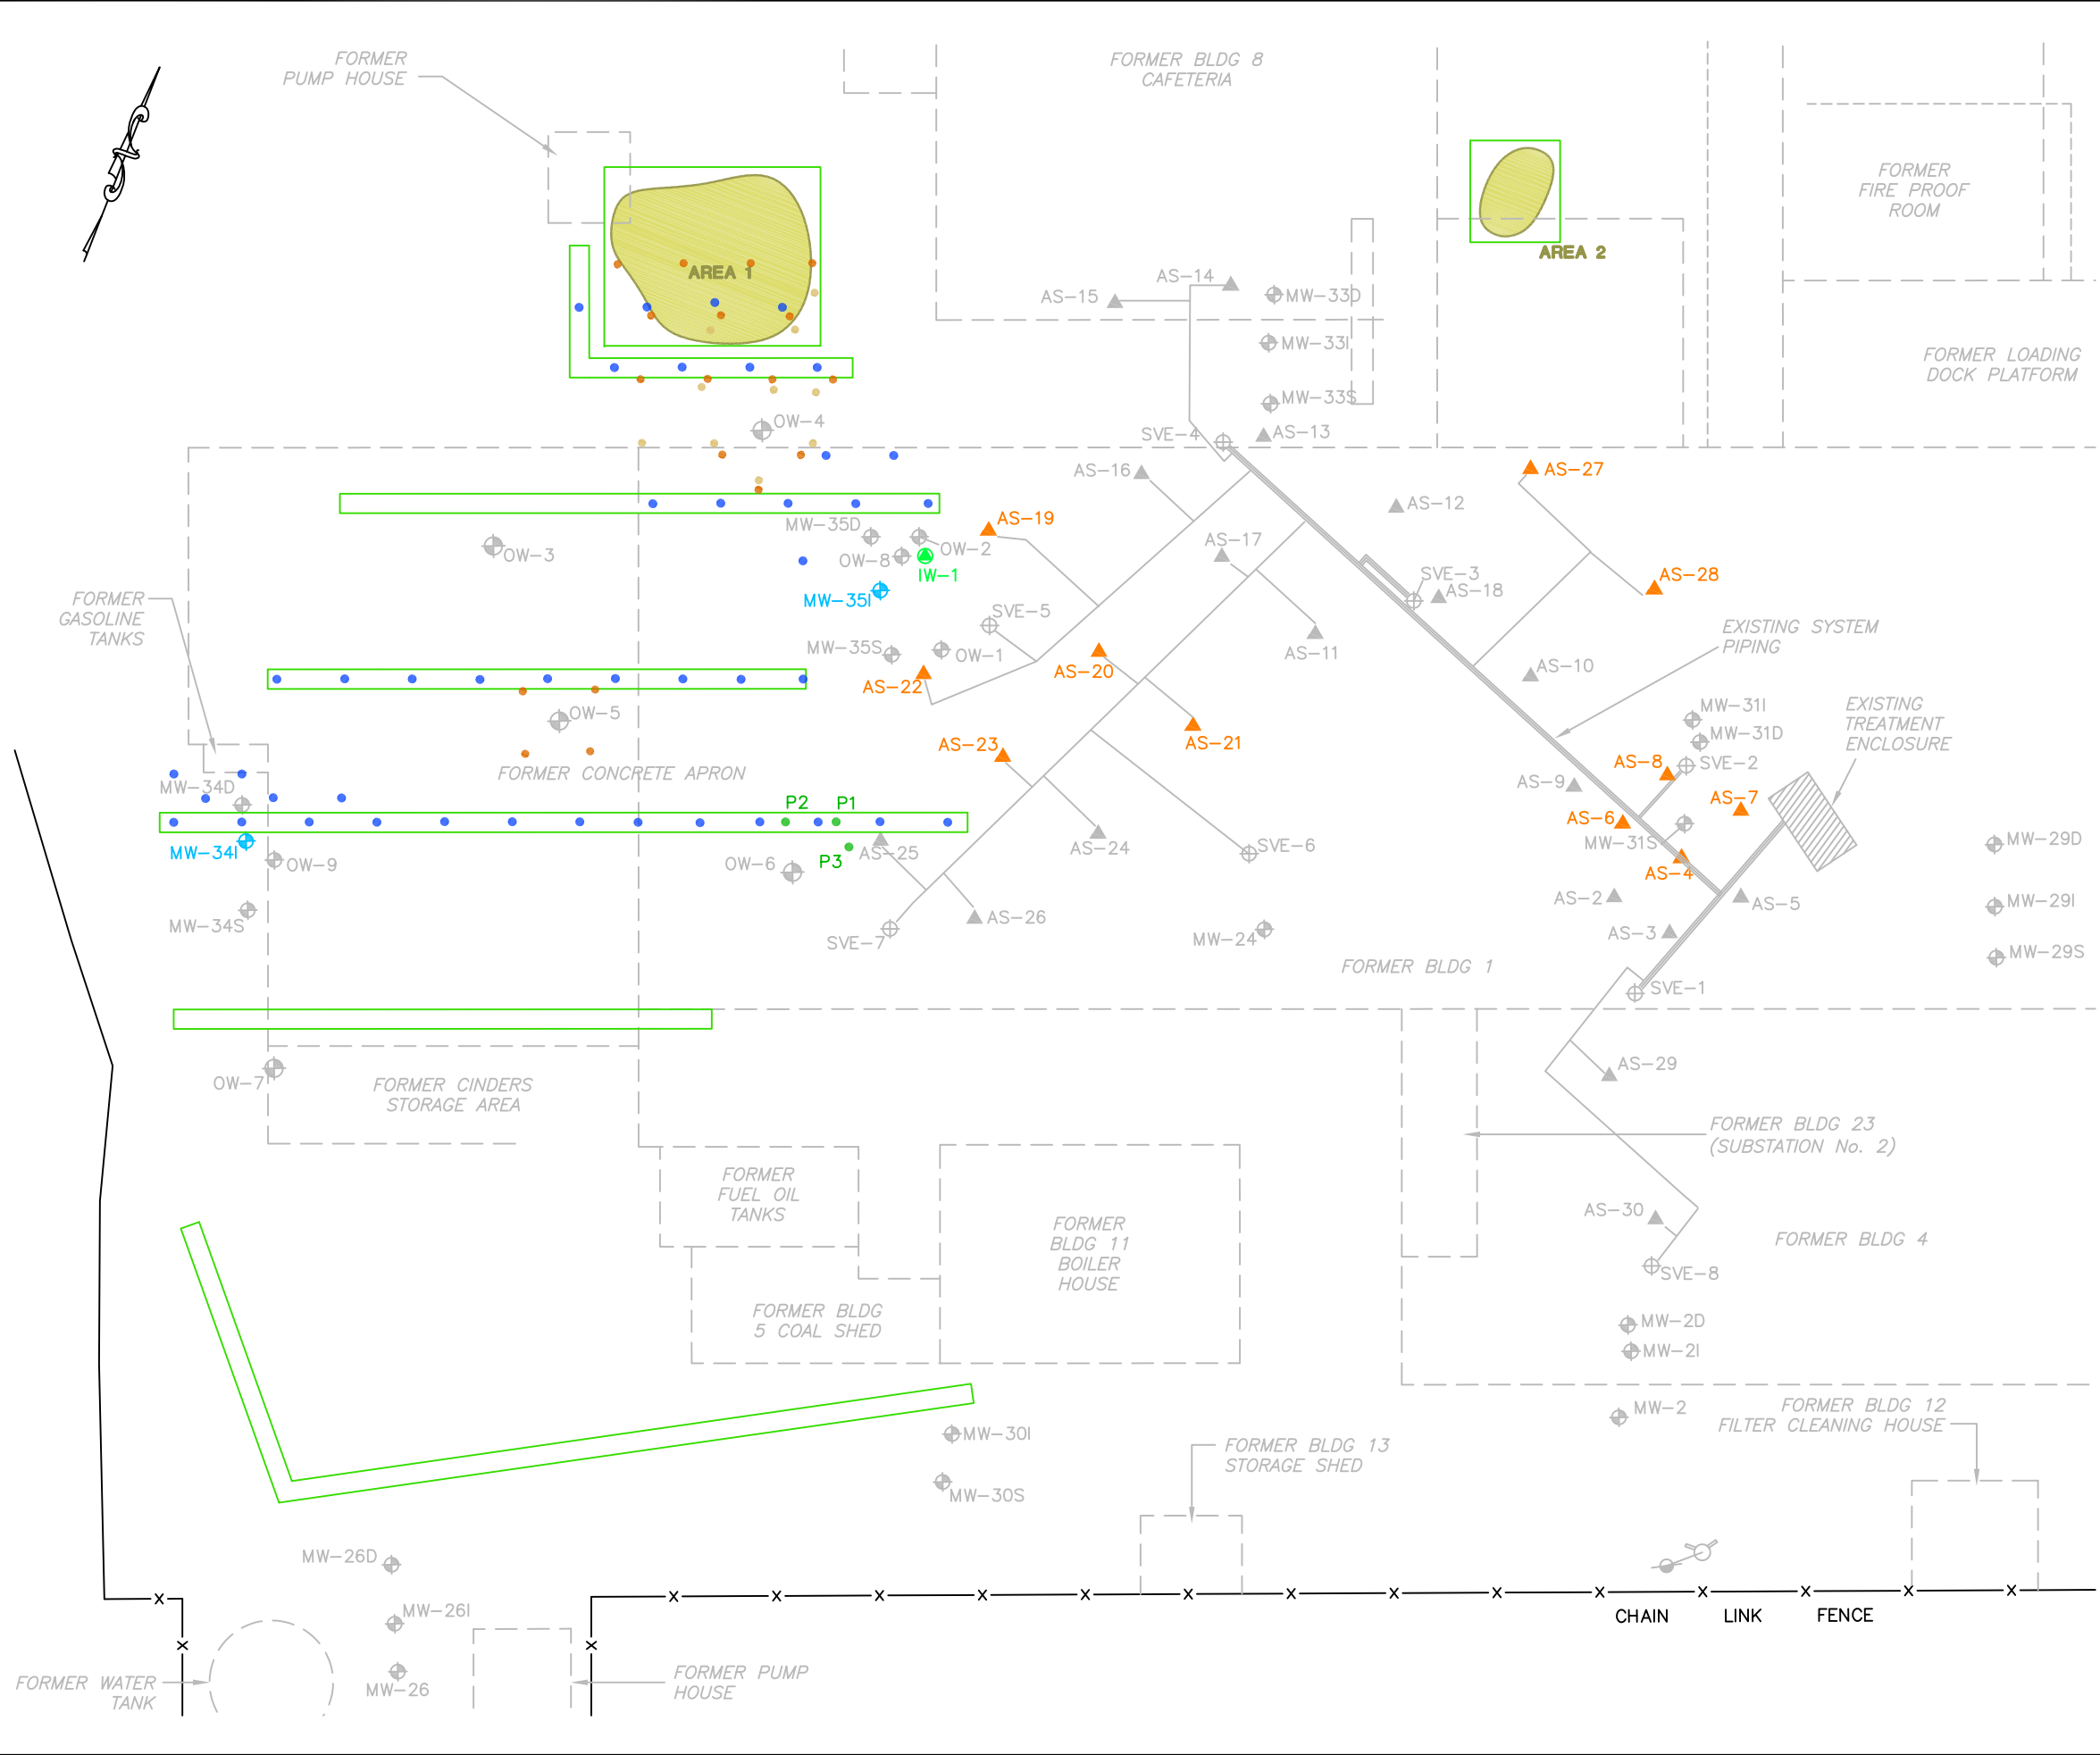 FORMER
PUMP HOUSE
FORMER BLDG 8
CAFETERIA
FORMER
FIRE PROOF
ROOM
AREA 1
AREA 2
AS-14
AS-15
MW-33D
MW-33I
MW-33S
FORMER LOADING
DOCK PLATFORM
OW-4
SVE-4
AS-13
AS-16
AS-27
AS-12
AS-19
MW-35D
OW-3
OW-2
OW-8
IW-1
AS-17
SVE-3
AS-18
AS-28
MW-35I
FORMER
GASOLINE
TANKS
SVE-5
EXISTING SYSTEM
PIPING
MW-35S
OW-1
AS-20
AS-11
AS-10
AS-22
OW-5
MW-31I
MW-31D
EXISTING
TREATMENT
ENCLOSURE
AS-23
AS-21
AS-8
SVE-2
FORMER CONCRETE APRON
MW-34D
AS-9
AS-7
P2
P1
AS-6
MW-31S
MW-29D
MW-34I
OW-9
OW-6
P3
AS-25
AS-24
SVE-6
AS-4
AS-2
AS-5
MW-29I
MW-34S
AS-26
SVE-7
MW-24
AS-3
MW-29S
FORMER BLDG 1
SVE-1
OW-7
FORMER CINDERS
STORAGE AREA
AS-29
FORMER BLDG 23
(SUBSTATION No. 2)
FORMER
FUEL OIL
TANKS
FORMER
BLDG 11
BOILER
HOUSE
AS-30
FORMER BLDG 4
SVE-8
FORMER BLDG
5 COAL SHED
MW-2D
MW-2I
MW-2
FORMER BLDG 12
FILTER CLEANING HOUSE
MW-30I
FORMER BLDG 13
STORAGE SHED
MW-30S
MW-26D
X X X X X X X X X X X X X X X
CHAIN LINK FENCE
MW-26I
X X
FORMER WATER
TANK
MW-26
FORMER PUMP
HOUSE